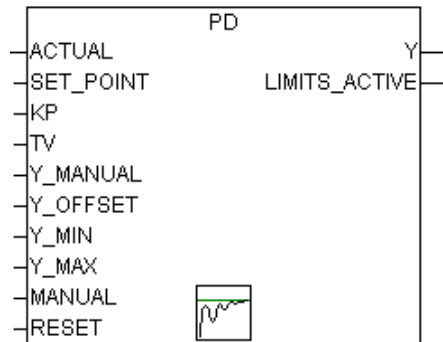 PD
ACTUAL Y
SET_POINT LIMITS_ACTIVE
KP
TV
Y_MANUAL
Y_OFFSET
Y_MIN
Y_MAX
MANUAL
RESET